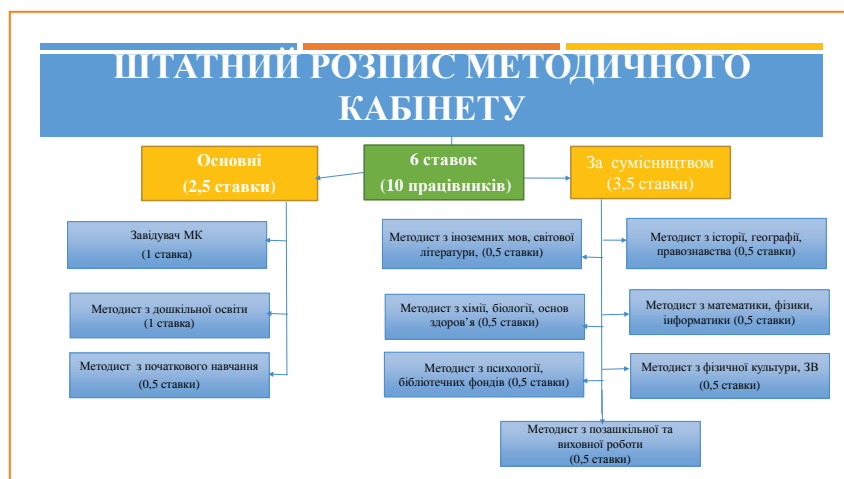 ШТАТНИЙ РОЗПИС МЕТОДИЧНОГО
КАБІНЕТУ
Основні
(2,5 ставки)
6 ставок
(10 працівників)
За сумісництвом
(3,5 ставки)
Завідувач МК
(1 ставка)
Методист з дошкільної освіти
(1 ставка)
Методист з початкового навчання
(0,5 ставки)
Методист з іноземних мов, світової
літератури, (0,5 ставки)
Методист з історії, географії,
правознавства (0,5 ставки)
Методист з хімії, біології, основ
здоров’я (0,5 ставки)
Методист з математики, фізики,
інформатики (0,5 ставки)
Методист з психології,
бібліотечних фондів (0,5 ставки)
Методист з фізичної культури, ЗВ
(0,5 ставки)
Методист з позашкільної та
виховної роботи
(0,5 ставки)